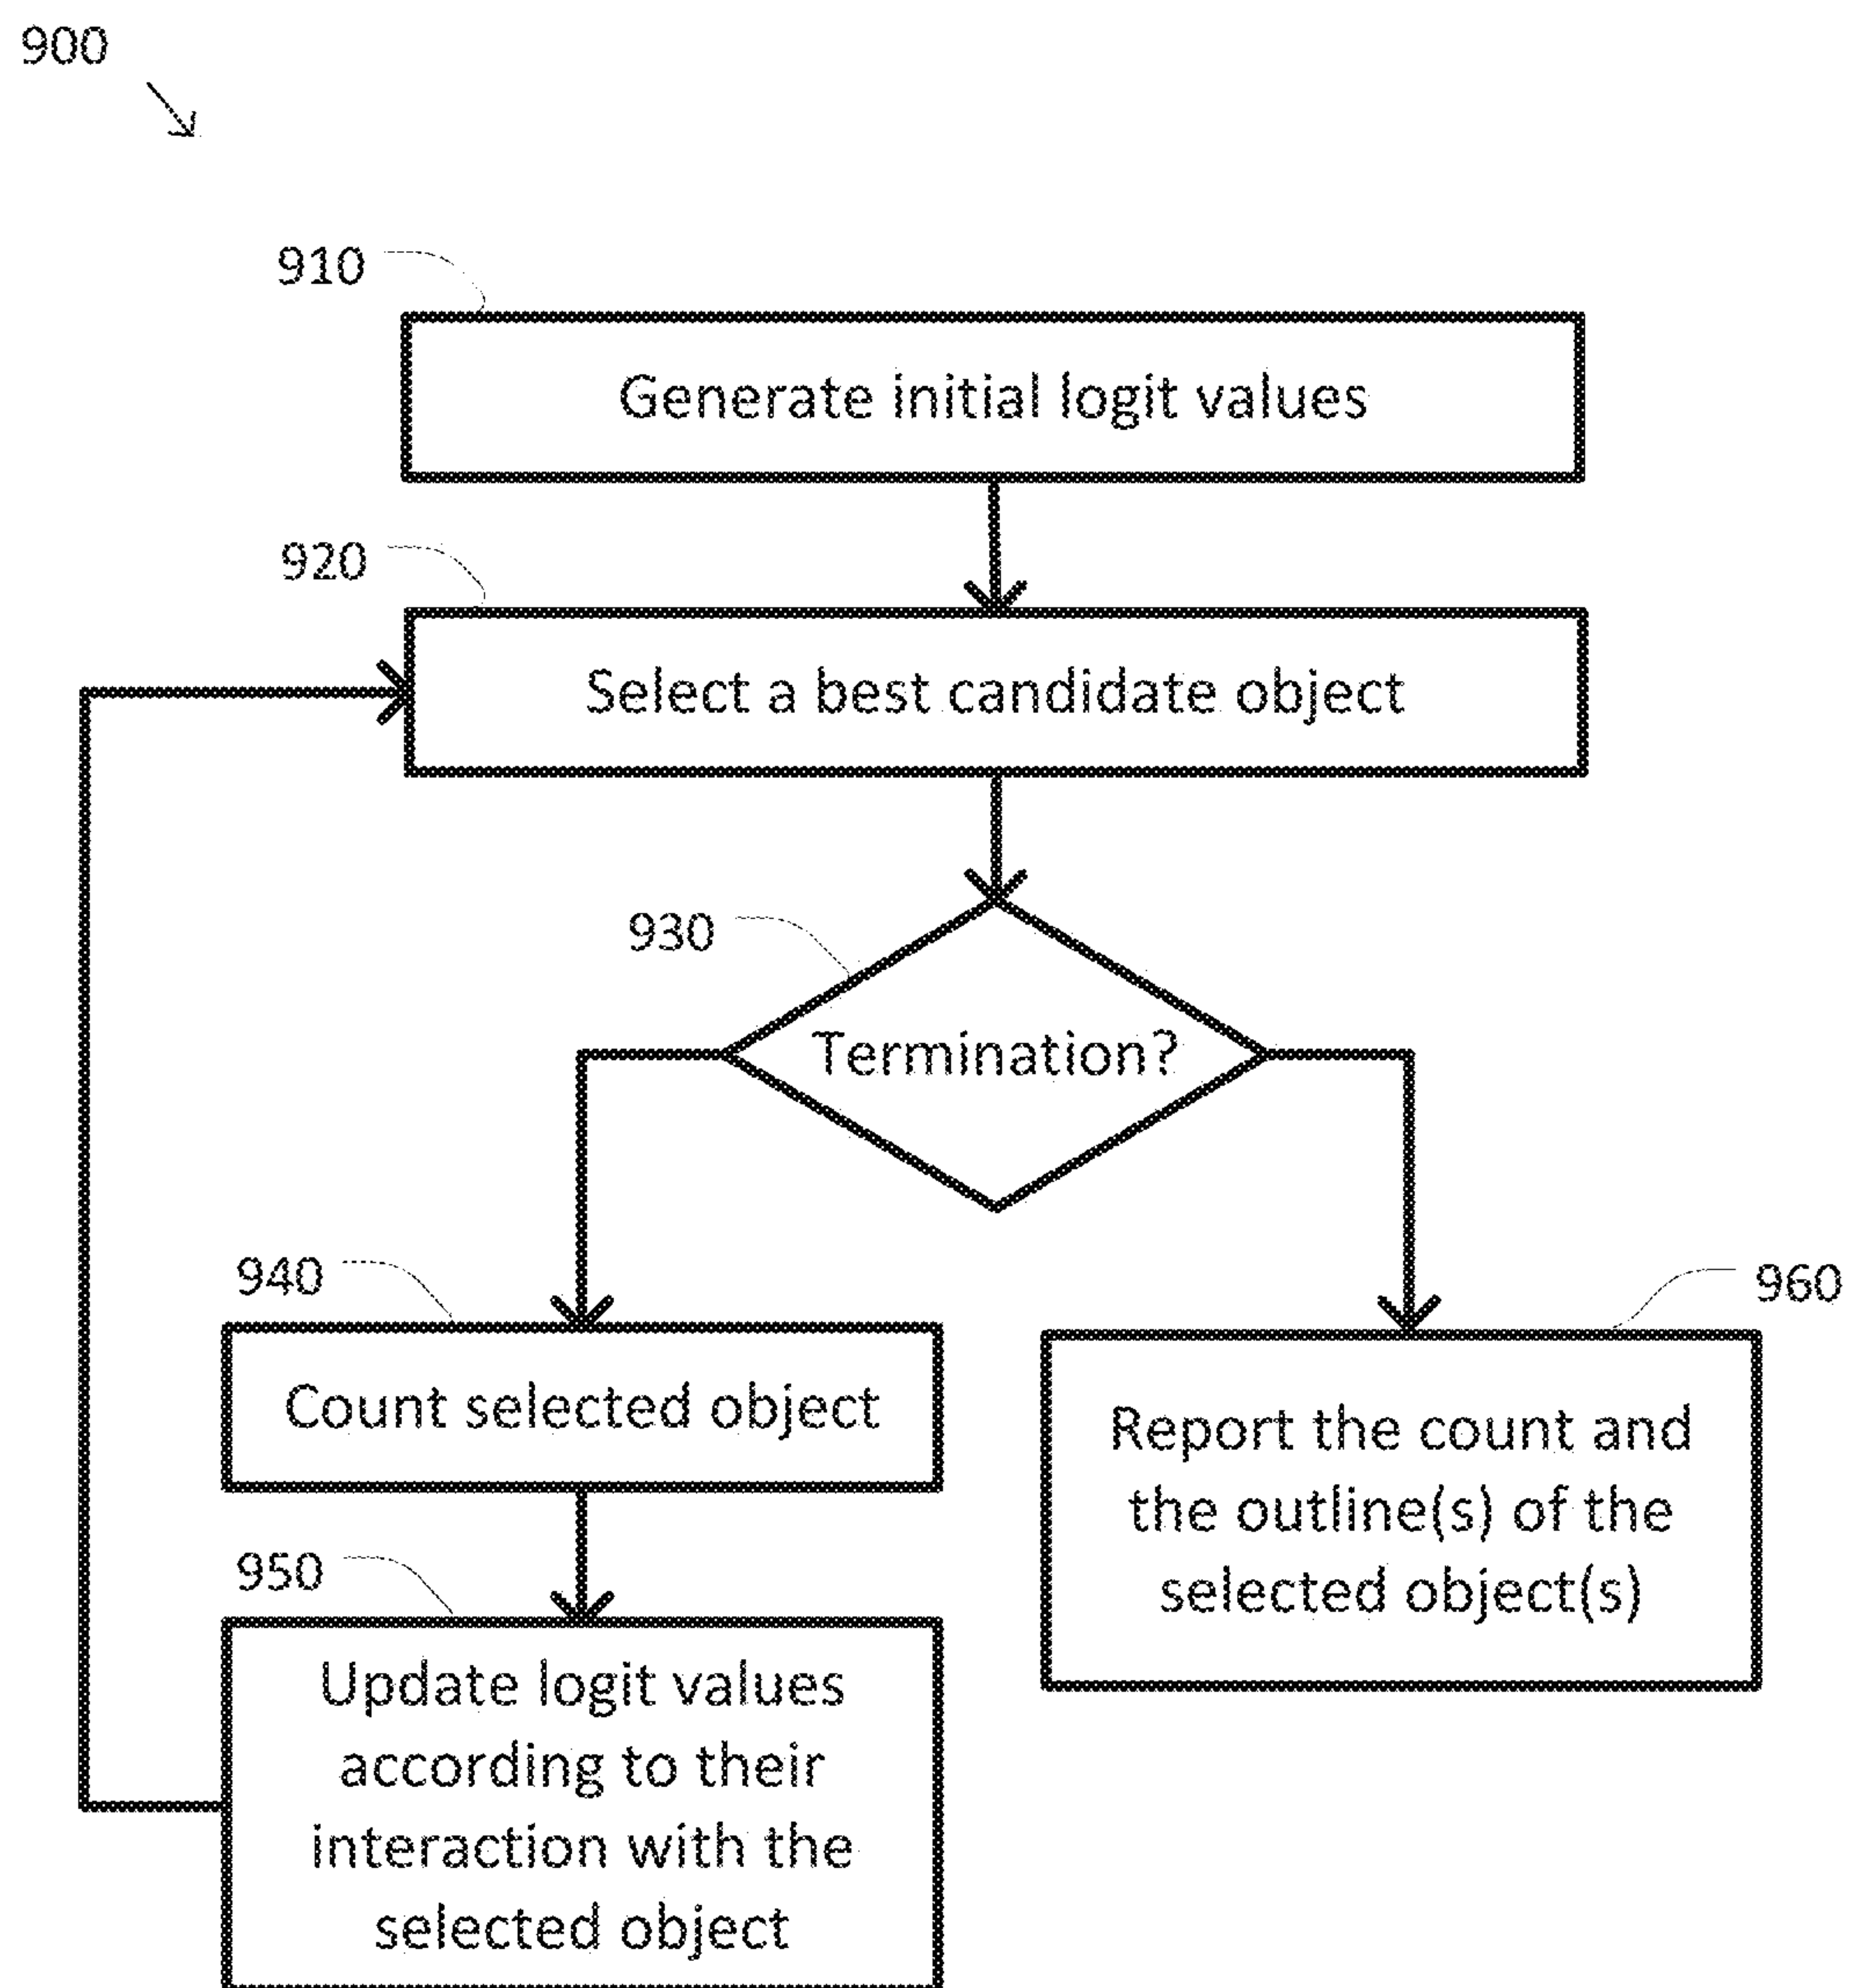 900
910
Generate initial logit values
920
Select a best candidate object
930
Termination?
940
Count selected object
960
Report the count and
the outline(s) of the
selected object(s)
950
Update logit values
according to their
interaction with the
selected object